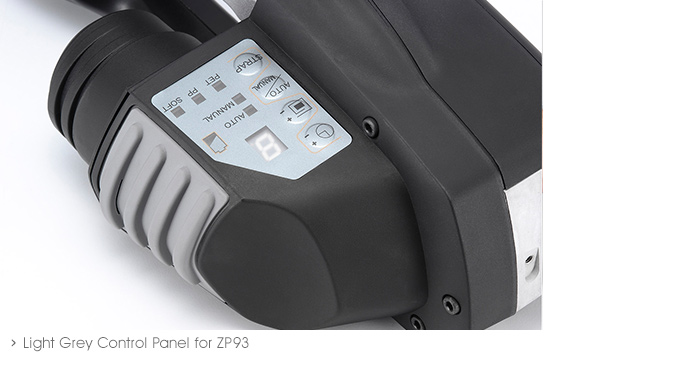 STRAP
AUTO
MANUAL
PET
PP
SOFT
MANUAL
AUTO
- +
- +
8
> Light Grey Control Panel for ZP93